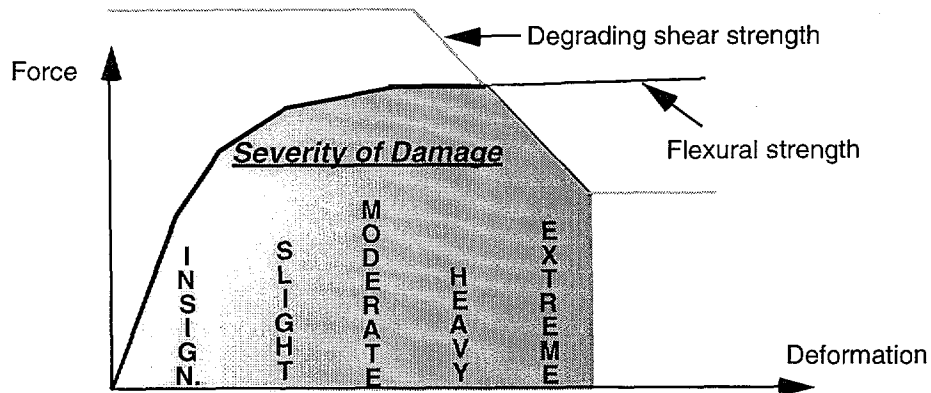 Degrading shear strength
Force
Flexural strength
Severity of Damage
INSIGN.
SLIGHT
MODERATE
HEAVY
EXTREME
Deformation